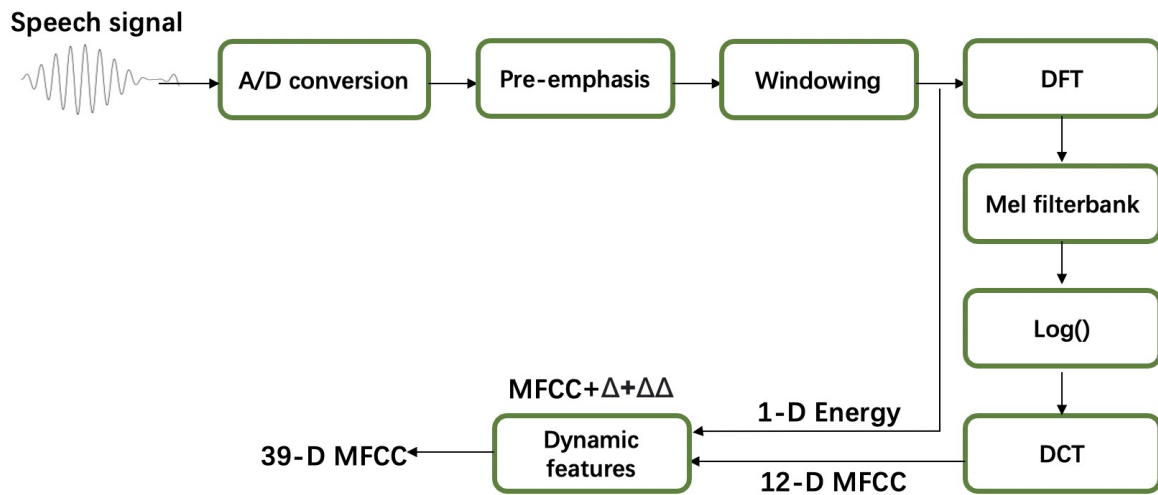 Speech signal
A/D conversion
Pre-emphasis
Windowing
DFT
Mel filterbank
Log()
DCT
1-D Energy
12-D MFCC
MFCC+Δ+ΔΔ
Dynamic
features
39-D MFCC